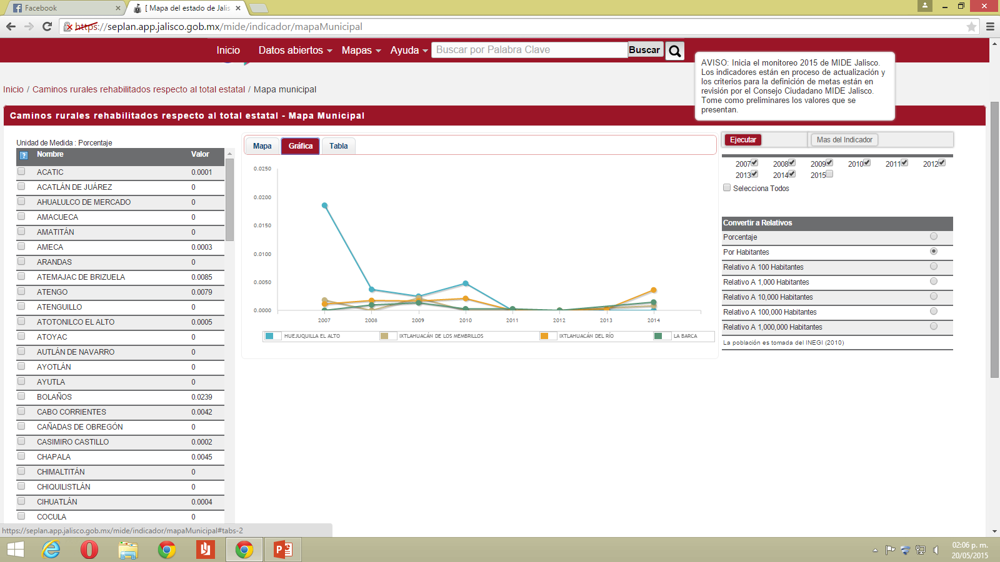 Facebook
[ Mapa del estado de Jalis
https://seplan.app.jalisco.gob.mx/mide/indicador/mapaMunicipal
Inicio Datos abiertos Mapas Ayuda Buscar por Palabra Clave Buscar
AVISO: Inicia el monitoreo 2015 de MIDE Jalisco.
Los indicadores están en proceso de actualización y
los criterios para la definición de metas están en
revisión por el Consejo Ciudadano MIDE Jalisco.
Tome como preliminares los valores que se
presentan.
Inicio / Caminos rurales rehabilitados respecto al total estatal / Mapa municipal
Caminos rurales rehabilitados respecto al total estatal - Mapa Municipal
Unidad de Medida : Porcentaje
? Nombre Valor
ACATIC 0.0001
ACATLÁN DE JUÁREZ 0
AHUALULCO DE MERCADO 0
AMACUECA 0
AMATITÁN 0
AMECA 0.0003
ARANDAS 0
ATEMAJAC DE BRIZUELA 0.0085
ATENGO 0.0079
ATENGUILLO 0
ATOTONILCO EL ALTO 0.0005
ATOYAC 0
AUTLÁN DE NAVARRO 0
AYOTLÁN 0
AYUTLA 0
BOLAÑOS 0.0239
CABO CORRIENTES 0.0042
CAÑADAS DE OBREGÓN 0
CASIMIRO CASTILLO 0.0002
CHAPALA 0.0045
CHIMALTITÁN 0
CHIQUILISTLÁN 0
CIHUATLÁN 0.0004
COCULA 0
Mapa Gráfica Tabla
0.0250
0.0200
0.0150
0.0100
0.0050
0.0000
2007 2008 2009 2010 2011 2012 2013 2014
HUEJUQUILLA EL ALTO IXTLAHUACÁN DE LOS MEMBRILLOS IXTLAHUACÁN DEL RÍO LA BARCA
Ejecutar Mas del Indicador
2007 2008 2009 2010 2011 2012
2013 2014 2015
Selecciona Todos
Convertir a Relativos
Porcentaje
Por Habitantes
Relativo A 100 Habitantes
Relativo A 1,000 Habitantes
Relativo A 10,000 Habitantes
Relativo A 100,000 Habitantes
Relativo A 1,000,000 Habitantes
La población es tomada del INEGI (2010)
https://seplan.app.jalisco.gob.mx/mide/indicador/mapaMunicipal#tabs-2
02:06 p. m.
20/05/2015